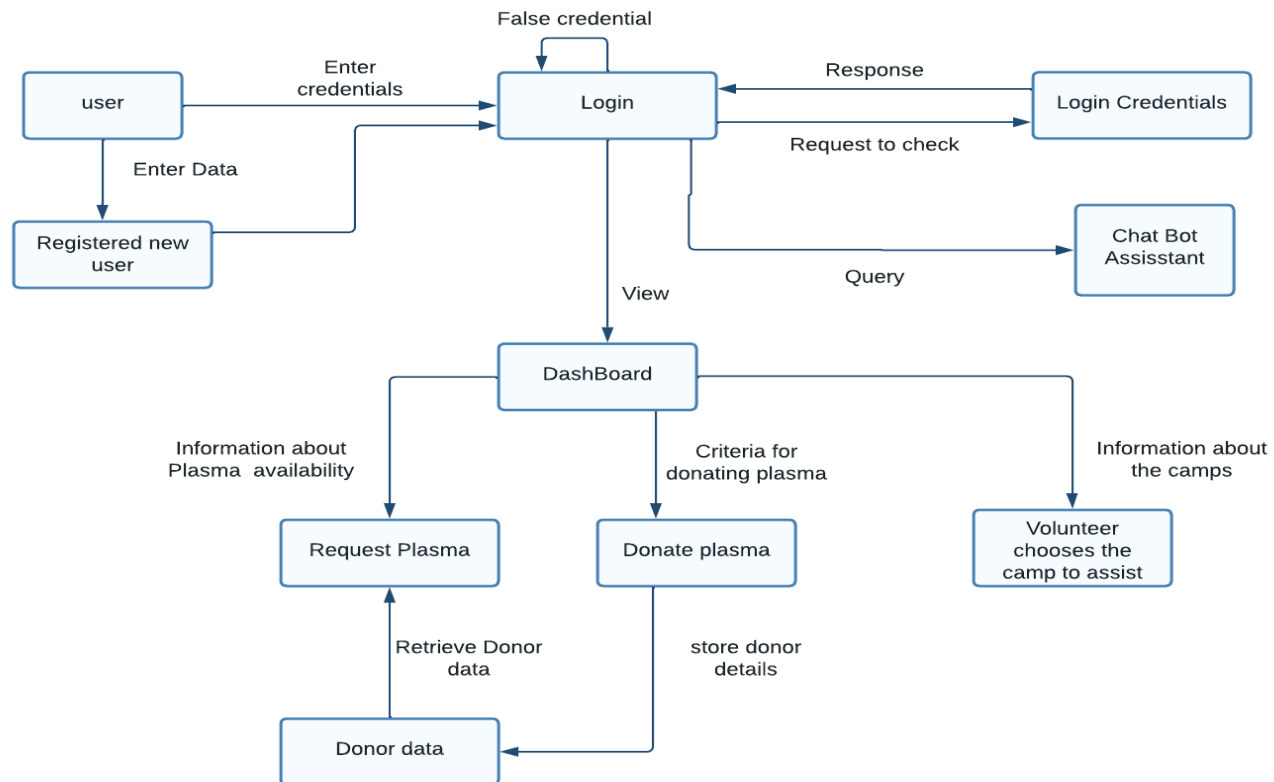 False credential
Enter
credentials
Response
user
Login
Login Credentials
Request to check
Enter Data
Registered new
user
Chat Bot
Assisstant
Query
View
DashBoard
Information about
Plasma  availability
Criteria for
donating plasma
Information about
the camps
Request Plasma
Donate plasma
Volunteer
chooses the
camp to assist
Retrieve Donor
data
store donor
details
Donor data